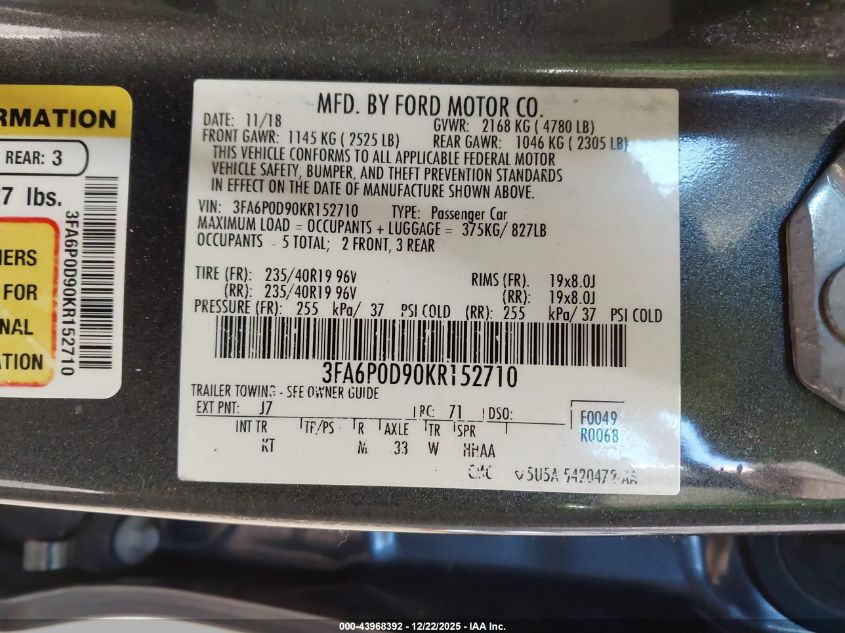 ORMATION
REAR: 3
7 lbs.
NERS
FOR
NAL
ATION
3FA6P0D90KR152710
MFD. BY FORD MOTOR CO.
DATE: 11/18 GVWR: 2168 KG ( 4780 LB)
FRONT GAWR: 1145 KG ( 2525 LB) REAR GAWR: 1046 KG ( 2305 LB)
THIS VEHICLE CONFORMS TO ALL APPLICABLE FEDERAL MOTOR
VEHICLE SAFETY, BUMPER, AND THEFT PREVENTION STANDARDS
IN EFFECT ON THE DATE OF MANUFACTURE SHOWN ABOVE.
VIN: 3FA6P0D90KR152710 TYPE: Passenger Car
MAXIMUM LOAD = OCCUPANTS + LUGGAGE = 375KG/ 827LB
OCCUPANTS - 5 TOTAL; 2 FRONT, 3 REAR
TIRE (FR): 235/40R19 96V RIMS (FR). 19x8.0J
(RR): 235/40R19 96V (RR): 19x8.0J
PRESSURE (FR): 255 kPa/ 37 PSI COLD (RR): 255 kPa/ 37 PSI COLD
3FA6P0D90KR152710
TRAILER TOWING - SEE OWNER GUIDE
EXT PNT: J7 RC: 71 DSO: F0049
INT TR TP/PS R AXLE TR SPR R0068
KT M 33 W HHAA
5U5A
000-43968392 - 12/22/2025 - IAA Inc.